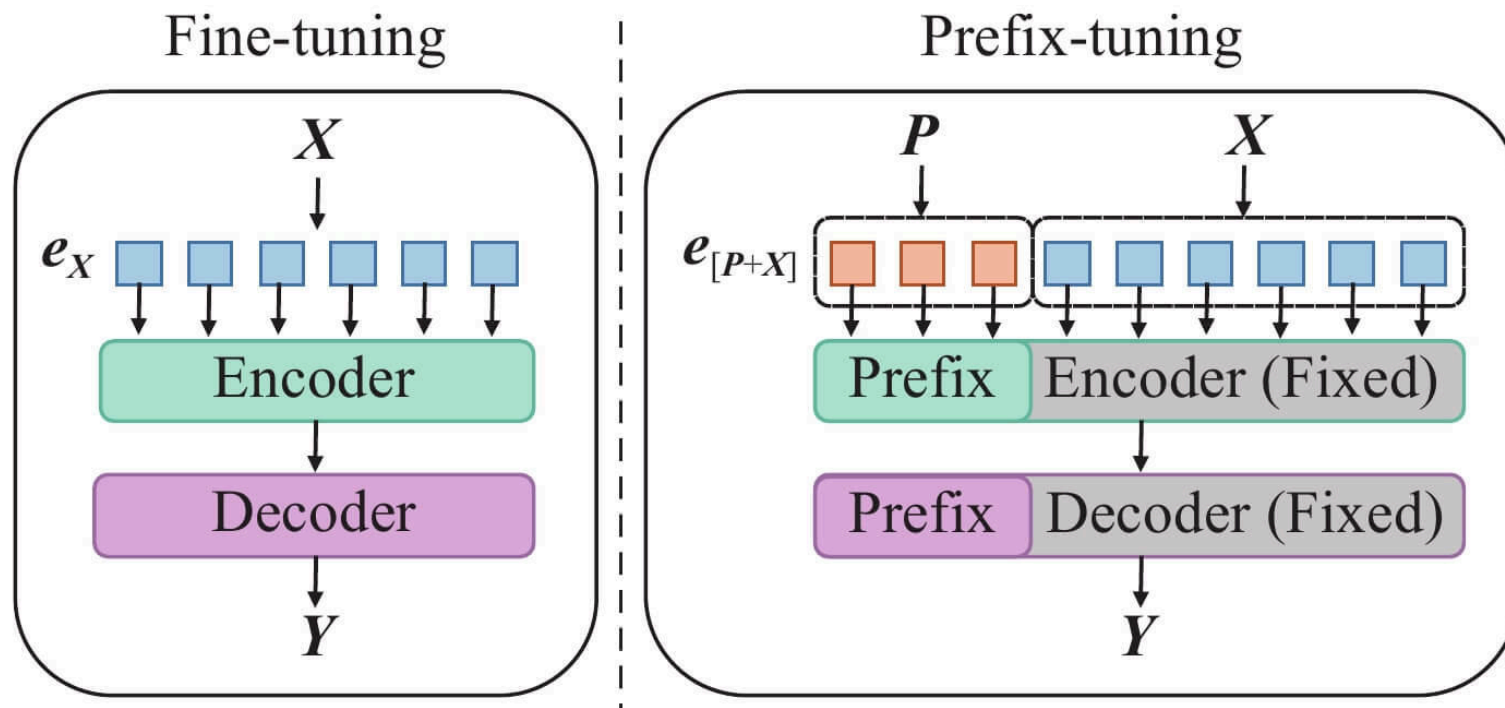 Fine-tuning
X
e_X
Encoder
Decoder
Y
Prefix-tuning
P X
e_[P+X]
Prefix Encoder (Fixed)
Prefix Decoder (Fixed)
Y